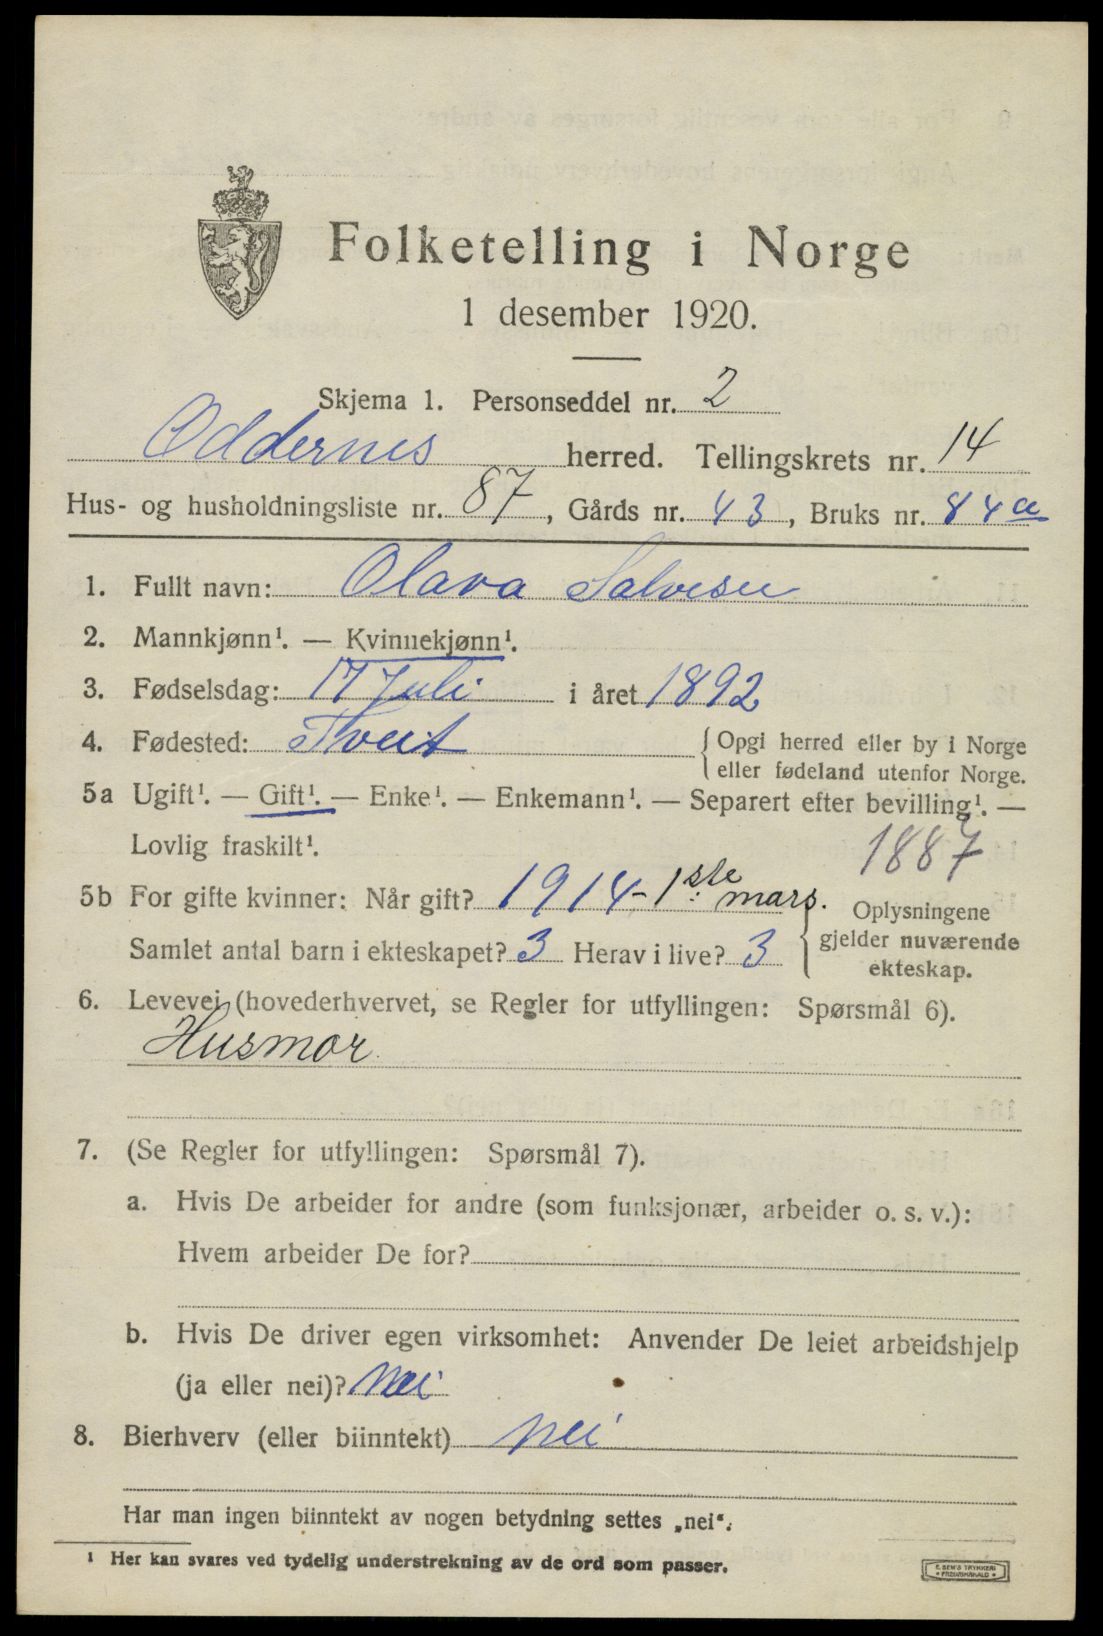 Folketelling i Norge
1 desember 1920.
Skjema 1. Personseddel nr. 2
Oddernes herred. Tellingskrets nr. 14
Hus- og husholdningsliste nr. 87, Gårds nr. 43, Bruks nr. 84a
1. Fullt navn: Olava Salvesen
2. Mannkjønn¹. — Kvinnekjønn¹.
3. Fødselsdag: 17 Juli i året 1892
4. Fødested: Tveit {Opgi herred eller by i Norge
eller fødeland utenfor Norge.
5a Ugift¹. — Gift¹. — Enke¹. — Enkemann¹. — Separert efter bevilling¹. —
Lovlig fraskilt¹. 1887
5b For gifte kvinner: Når gift? 1914 - 1ste mars. Oplysningene
Samlet antal barn i ekteskapet? 3 Herav i live? 3 { gjelder nuværende
ekteskap.
6. Levevei (hovederhvervet, se Regler for utfyllingen: Spørsmål 6).
Husmor
7. (Se Regler for utfyllingen: Spørsmål 7).
a. Hvis De arbeider for andre (som funksjonær, arbeider o. s. v.):
Hvem arbeider De for?
b. Hvis De driver egen virksomhet: Anvender De leiet arbeidshjelp
(ja eller nei)? Nei
8. Bierhverv (eller biinntekt) nei
Har man ingen biinntekt av nogen betydning settes „nei“.
¹ Her kan svares ved tydelig understrekning av de ord som passer.
E. SEM'S TRYKKERI
FREDRIKSHALD